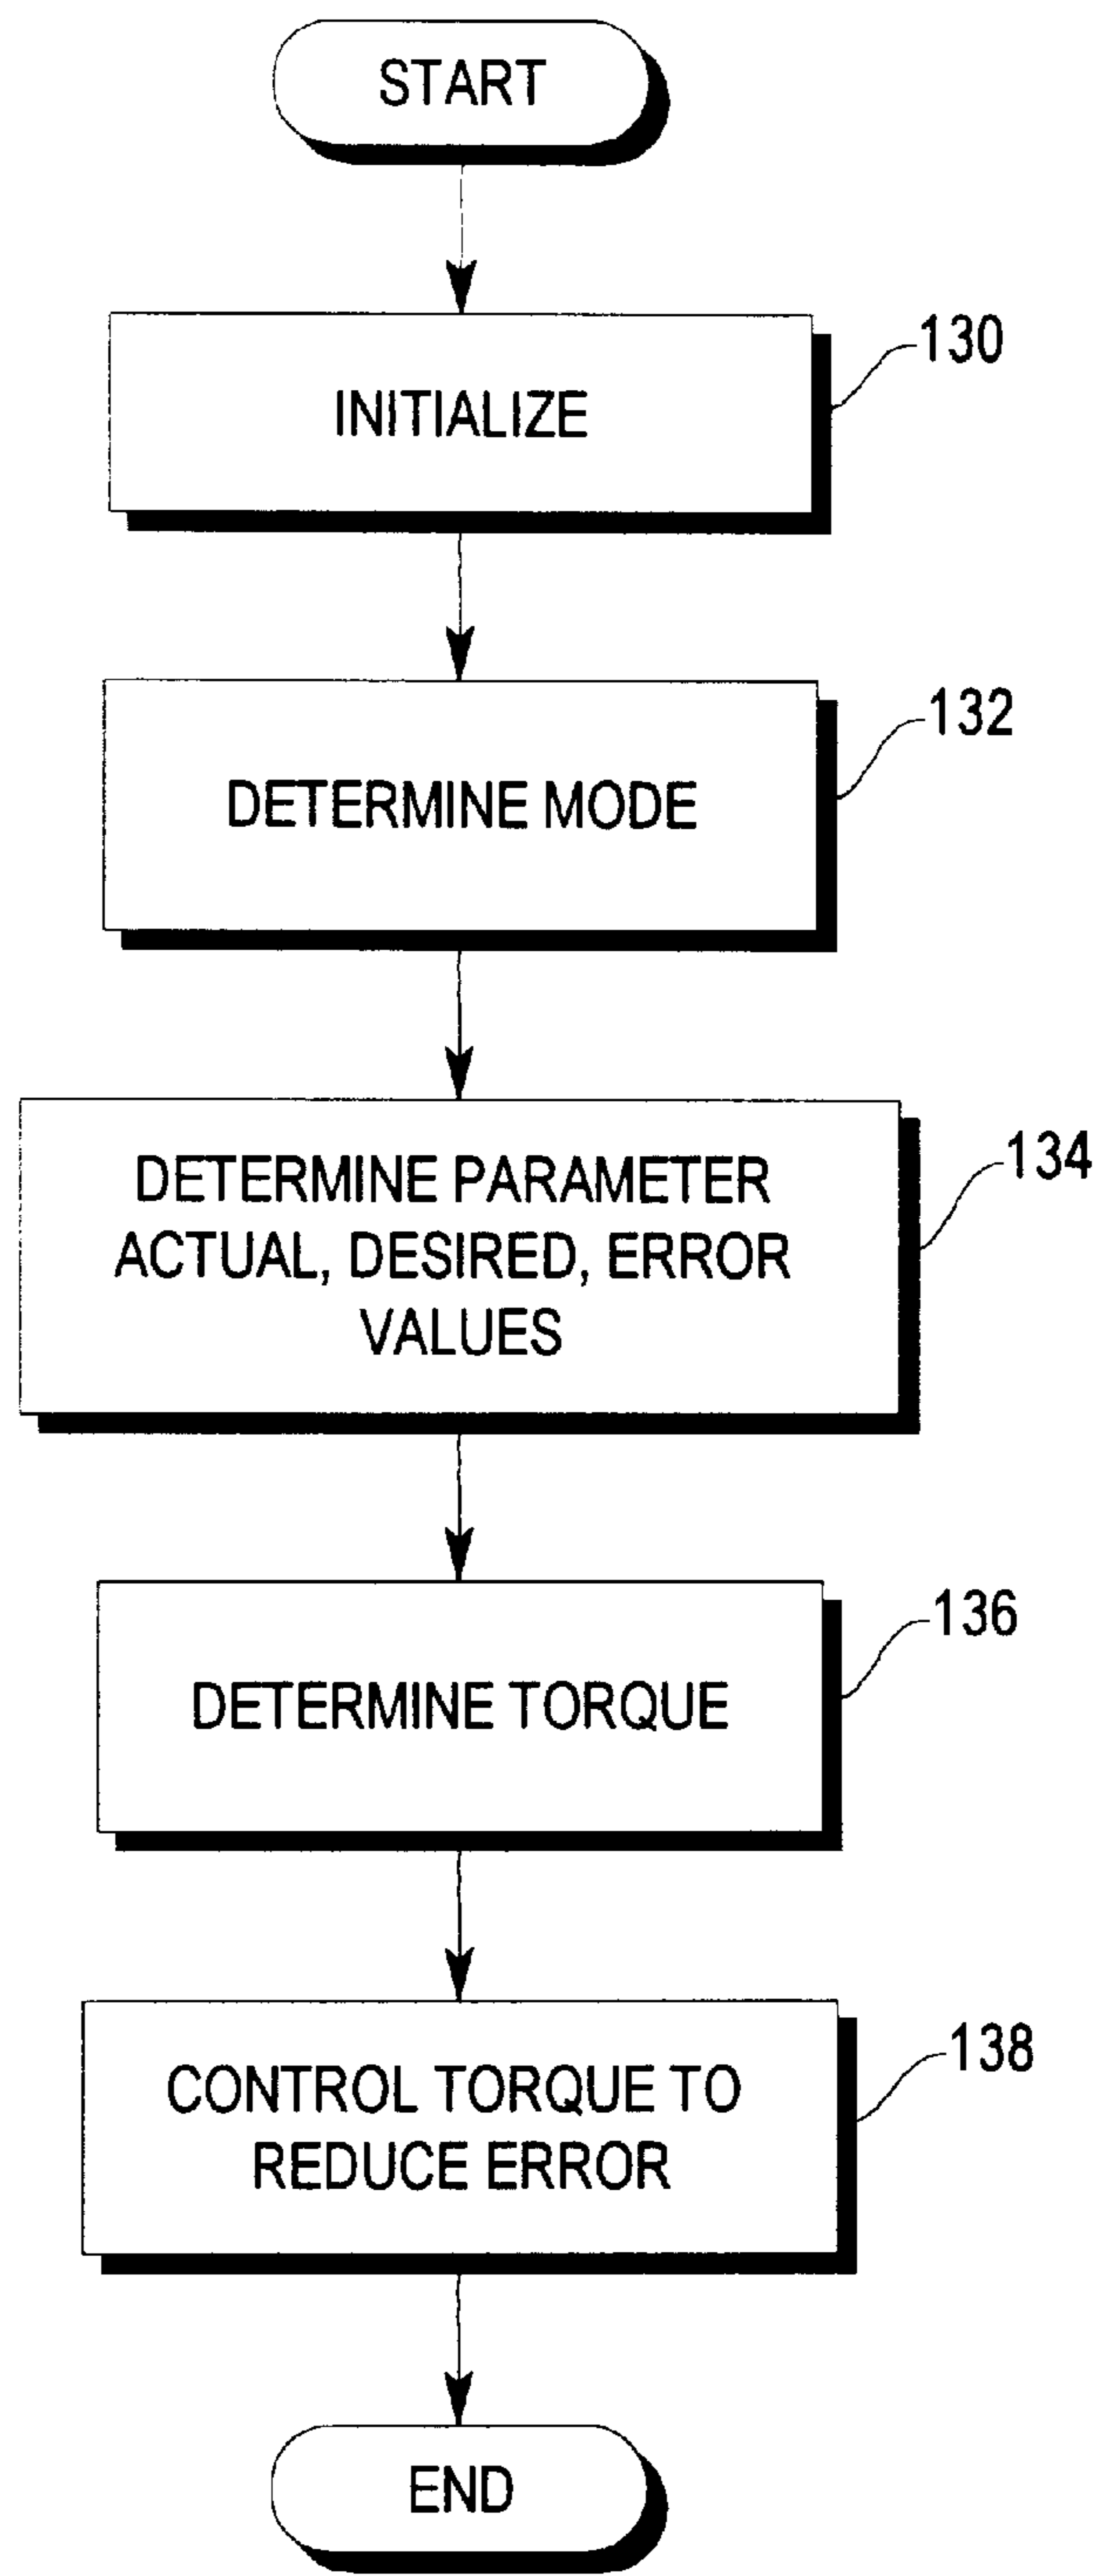 START
130
INITIALIZE
132
DETERMINE MODE
134
DETERMINE PARAMETER
ACTUAL, DESIRED, ERROR
VALUES
136
DETERMINE TORQUE
138
CONTROL TORQUE TO
REDUCE ERROR
END